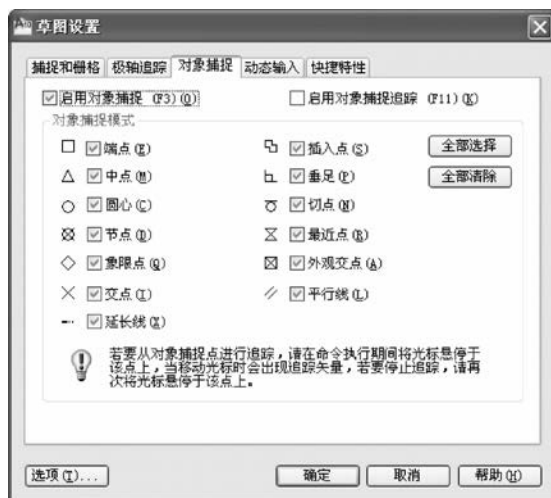 草图设置
捕捉和栅格 极轴追踪 对象捕捉 动态输入 快捷特性
启用对象捕捉 (F3)(O) 启用对象捕捉追踪 (F11)(K)
对象捕捉模式
端点(E) 插入点(S) 全部选择
中点(M) 垂足(P) 全部清除
圆心(C) 切点(N)
节点(D) 最近点(R)
象限点(Q) 外观交点(A)
交点(I) 平行线(L)
延长线(X)
若要从对象捕捉点进行追踪，请在命令执行期间将光标悬停于
该点上，当移动光标时会出现追踪矢量，若要停止追踪，请再
次将光标悬停于该点上。
选项(T)... 确定 取消 帮助(H)